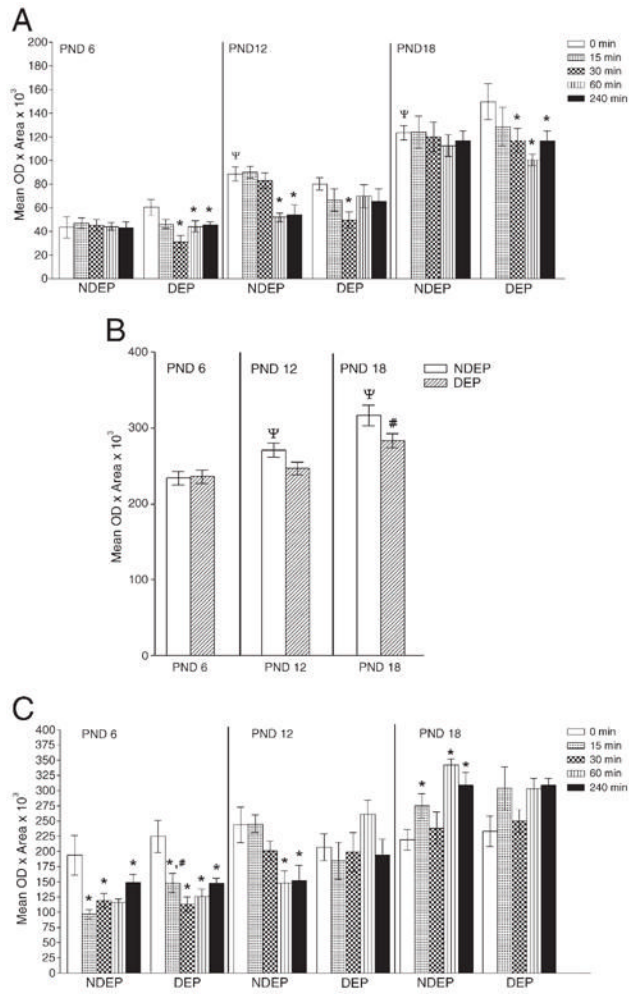 A
PND 6
PND12
PND18
0 min
15 min
30 min
60 min
240 min
Mean OD x Area x 10³
200
180
160
140
120
100
80
60
40
20
0
*
*
*
Ψ
*
*
*
Ψ
*
*
*
NDEP
DEP
NDEP
DEP
NDEP
DEP
B
PND 6
PND 12
PND 18
NDEP
DEP
Mean OD x Area x 10³
400
300
200
100
0
Ψ
Ψ
#
PND 6
PND 12
PND 18
C
PND 6
PND 12
PND 18
0 min
15 min
30 min
60 min
240 min
Mean OD x Area x 10³
400
375
350
325
300
275
250
225
200
175
150
125
100
75
50
25
0
*
*
*
*,#
*
*
*
*
*
*
*
*
NDEP
DEP
NDEP
DEP
NDEP
DEP